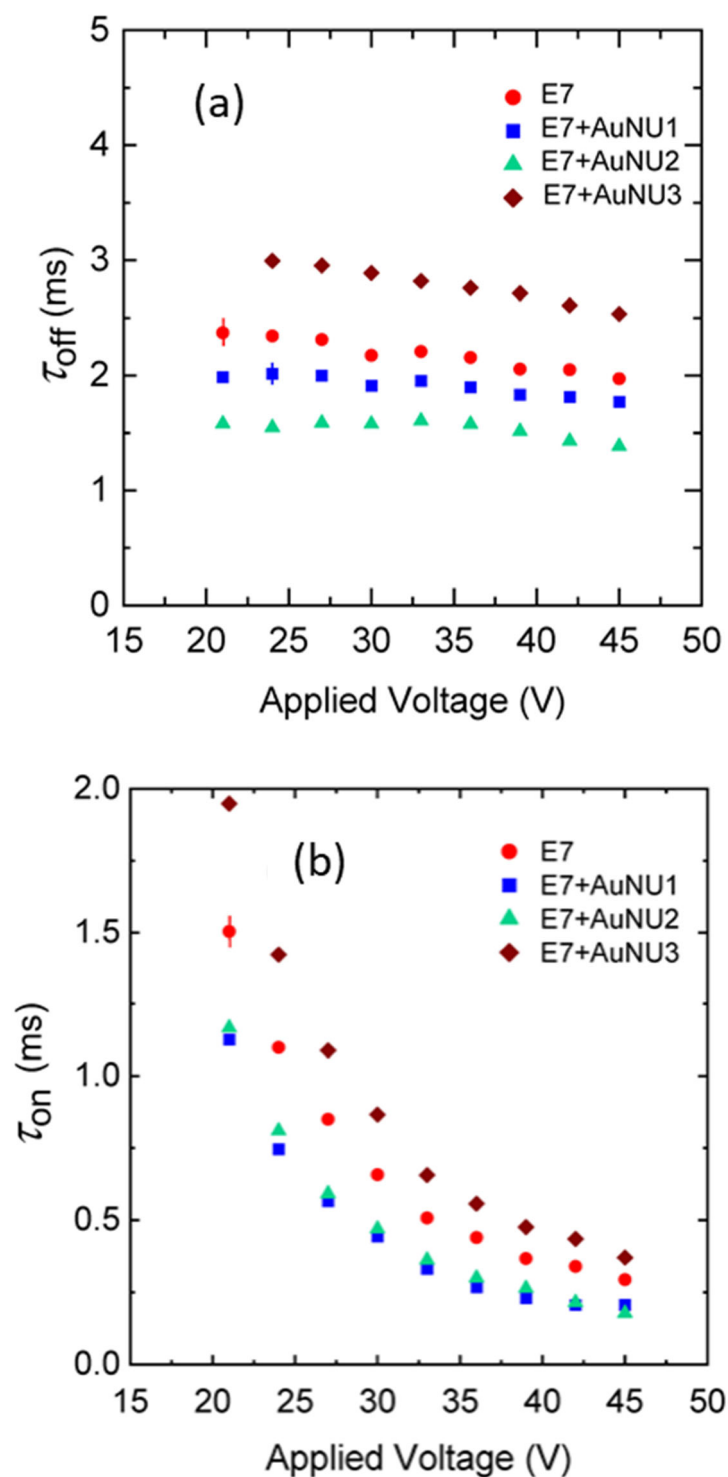 (a)
E7
E7+AuNU1
E7+AuNU2
E7+AuNU3
5
4
3
2
1
0
τoff (ms)
15 20 25 30 35 40 45 50
Applied Voltage (V)
(b)
E7
E7+AuNU1
E7+AuNU2
E7+AuNU3
2.0
1.5
1.0
0.5
0.0
τon (ms)
15 20 25 30 35 40 45 50
Applied Voltage (V)